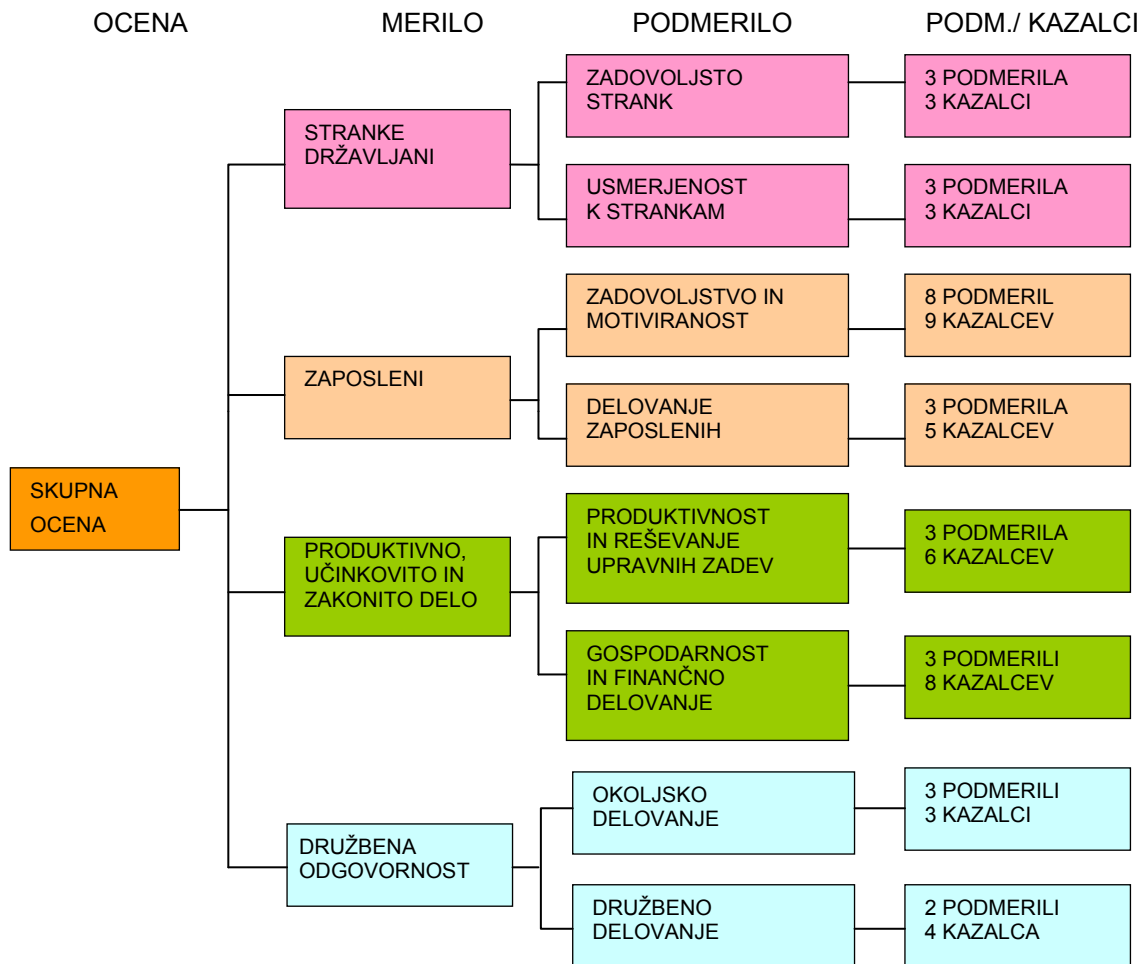 OCENA
MERILO
PODMERILO
PODM./ KAZALCI
SKUPNA
OCENA
STRANKE
DRŽAVLJANI
ZADOVOLJSTO
STRANK
3 PODMERILA
3 KAZALCI
USMERJENOST
K STRANKAM
3 PODMERILA
3 KAZALCI
ZAPOSLENI
ZADOVOLJSTVO IN
MOTIVIRANOST
8 PODMERIL
9 KAZALCEV
DELOVANJE
ZAPOSLENIH
3 PODMERILA
5 KAZALCEV
PRODUKTIVNO,
UČINKOVITO IN
ZAKONITO DELO
PRODUKTIVNOST
IN REŠEVANJE
UPRAVNIH ZADEV
3 PODMERILA
6 KAZALCEV
GOSPODARNOST
IN FINANČNO
DELOVANJE
3 PODMERILI
8 KAZALCEV
DRUŽBENA
ODGOVORNOST
OKOLJSKO
DELOVANJE
3 PODMERILI
3 KAZALCI
DRUŽBENO
DELOVANJE
2 PODMERILI
4 KAZALCA